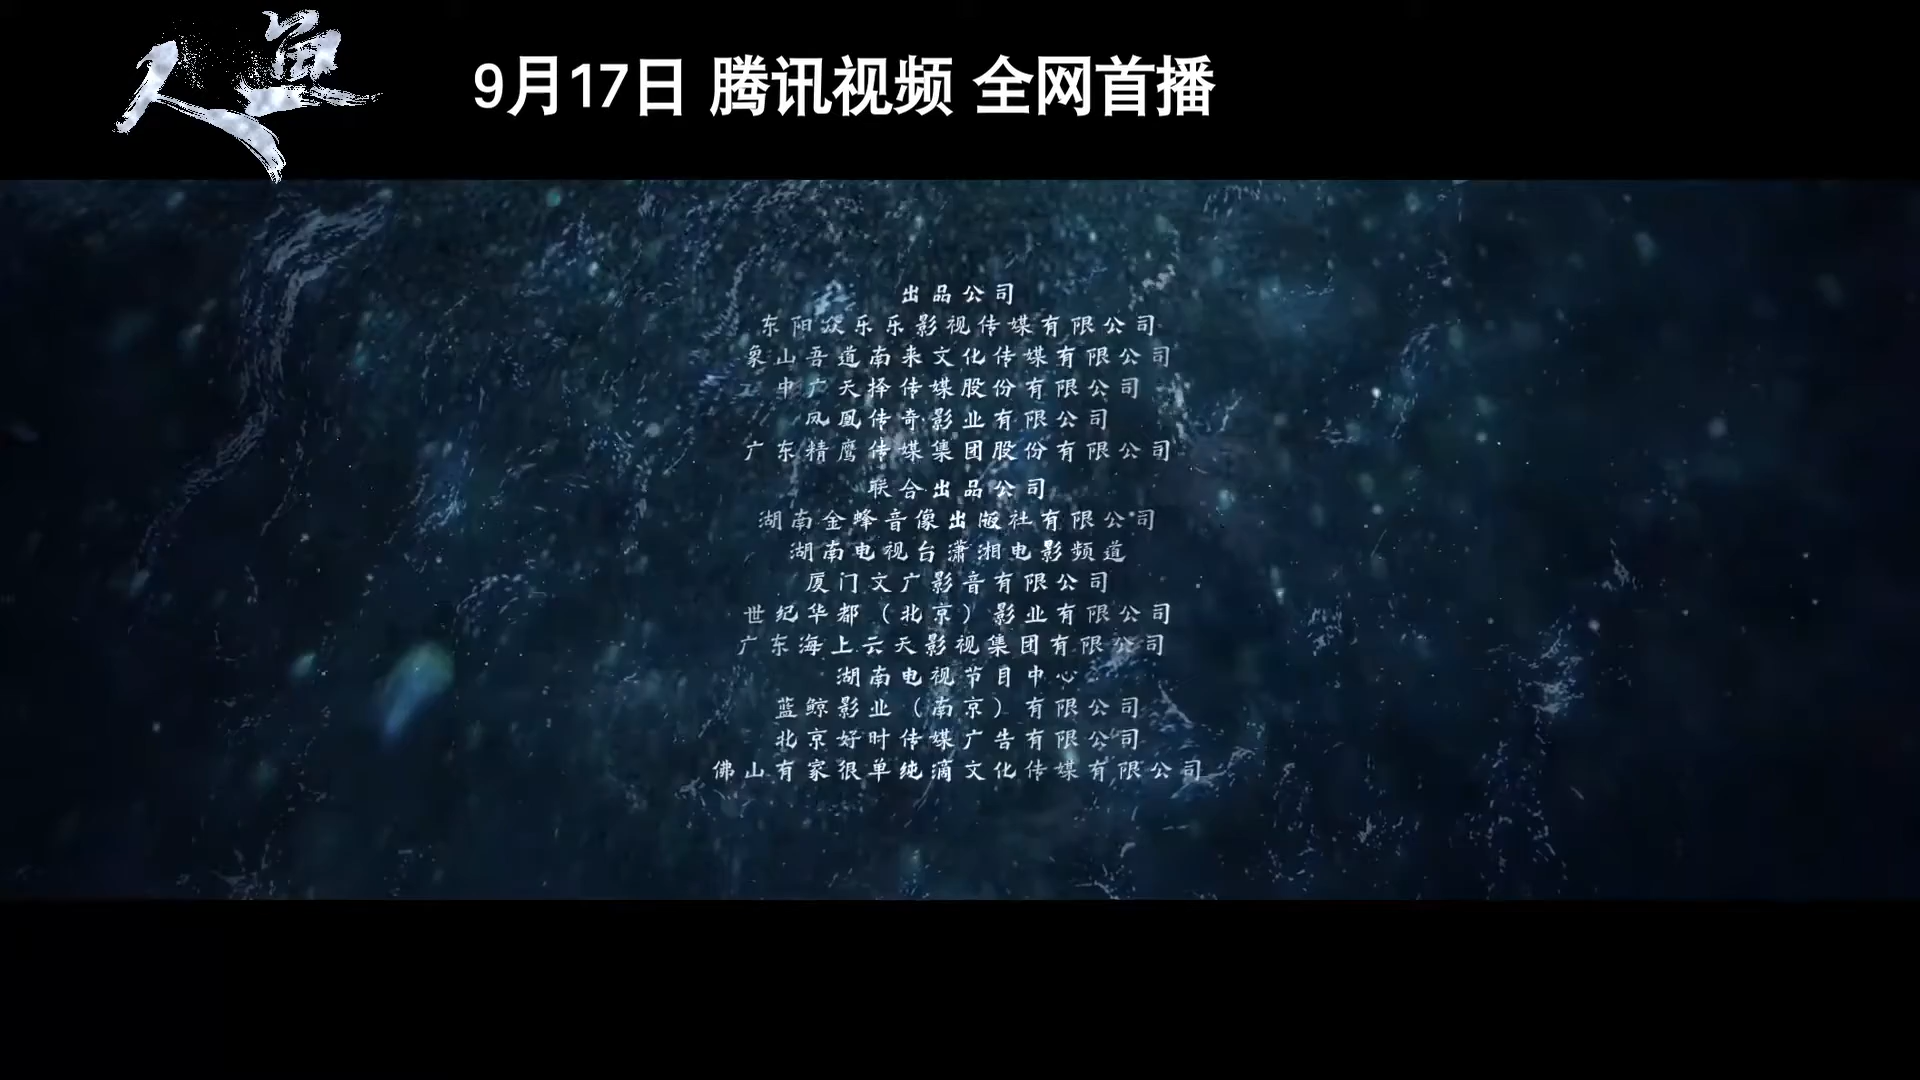 人鱼
9月17日 腾讯视频 全网首播
出品公司
东阳众乐乐影视传媒有限公司
象山吾道南来文化传媒有限公司
中广天择传媒股份有限公司
凤凰传奇影业有限公司
广东精鹰传媒集团股份有限公司
联合出品公司
湖南金蜂音像出版社有限公司
湖南电视台潇湘电影频道
厦门文广影音有限公司
世纪华都（北京）影业有限公司
广东海上云天影视集团有限公司
湖南电视节目中心
蓝鲸影业（南京）有限公司
北京好时传媒广告有限公司
佛山有家很单纯滴文化传媒有限公司